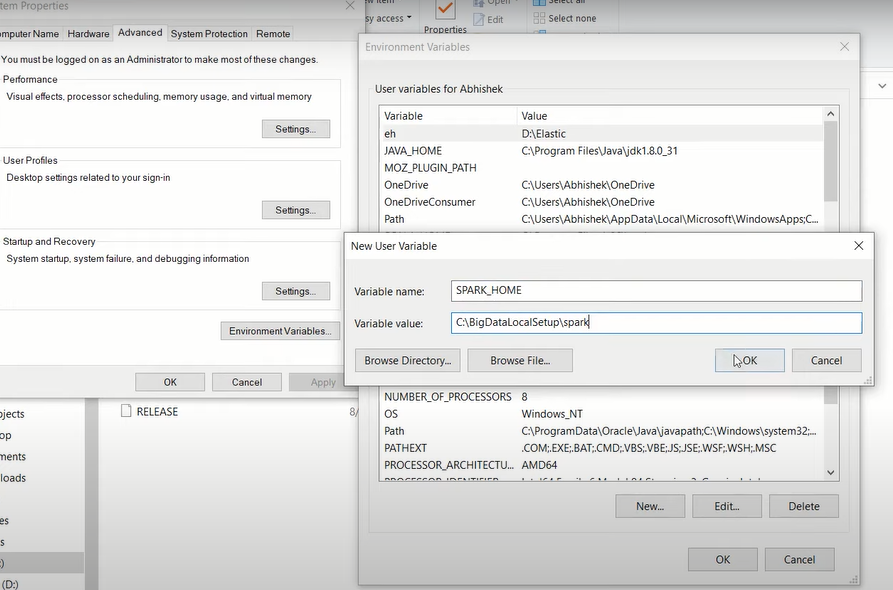 tem Properties
omputer Name Hardware Advanced System Protection Remote
You must be logged on as an Administrator to make most of these changes.
Performance
Visual effects, processor scheduling, memory usage, and virtual memory
Settings...
User Profiles
Desktop settings related to your sign-in
Settings...
Startup and Recovery
System startup, system failure, and debugging information
Settings...
Environment Variables...
OK Cancel Apply
sy access
Properties
Open
Edit
Select all
Select none
Environment Variables
User variables for Abhishek
Variable Value
eh D:\Elastic
JAVA_HOME C:\Program Files\Java\jdk1.8.0_31
MOZ_PLUGIN_PATH
OneDrive C:\Users\Abhishek\OneDrive
OneDriveConsumer C:\Users\Abhishek\OneDrive
Path C:\Users\Abhishek\AppData\Local\Microsoft\WindowsApps;C...
New User Variable
Variable name: SPARK_HOME
Variable value: C:\BigDataLocalSetup\spark
Browse Directory... Browse File... OK Cancel
NUMBER_OF_PROCESSORS 8
OS Windows_NT
Path C:\ProgramData\Oracle\Java\javapath;C:\Windows\system32;...
PATHEXT .COM;.EXE;.BAT;.CMD;.VBS;.VBE;.JS;.JSE;.WSF;.WSH;.MSC
PROCESSOR_ARCHITECTU... AMD64
New... Edit... Delete
OK Cancel
bjects
op
ments
loads
es
s
:)
(D:)
RELEASE 8/